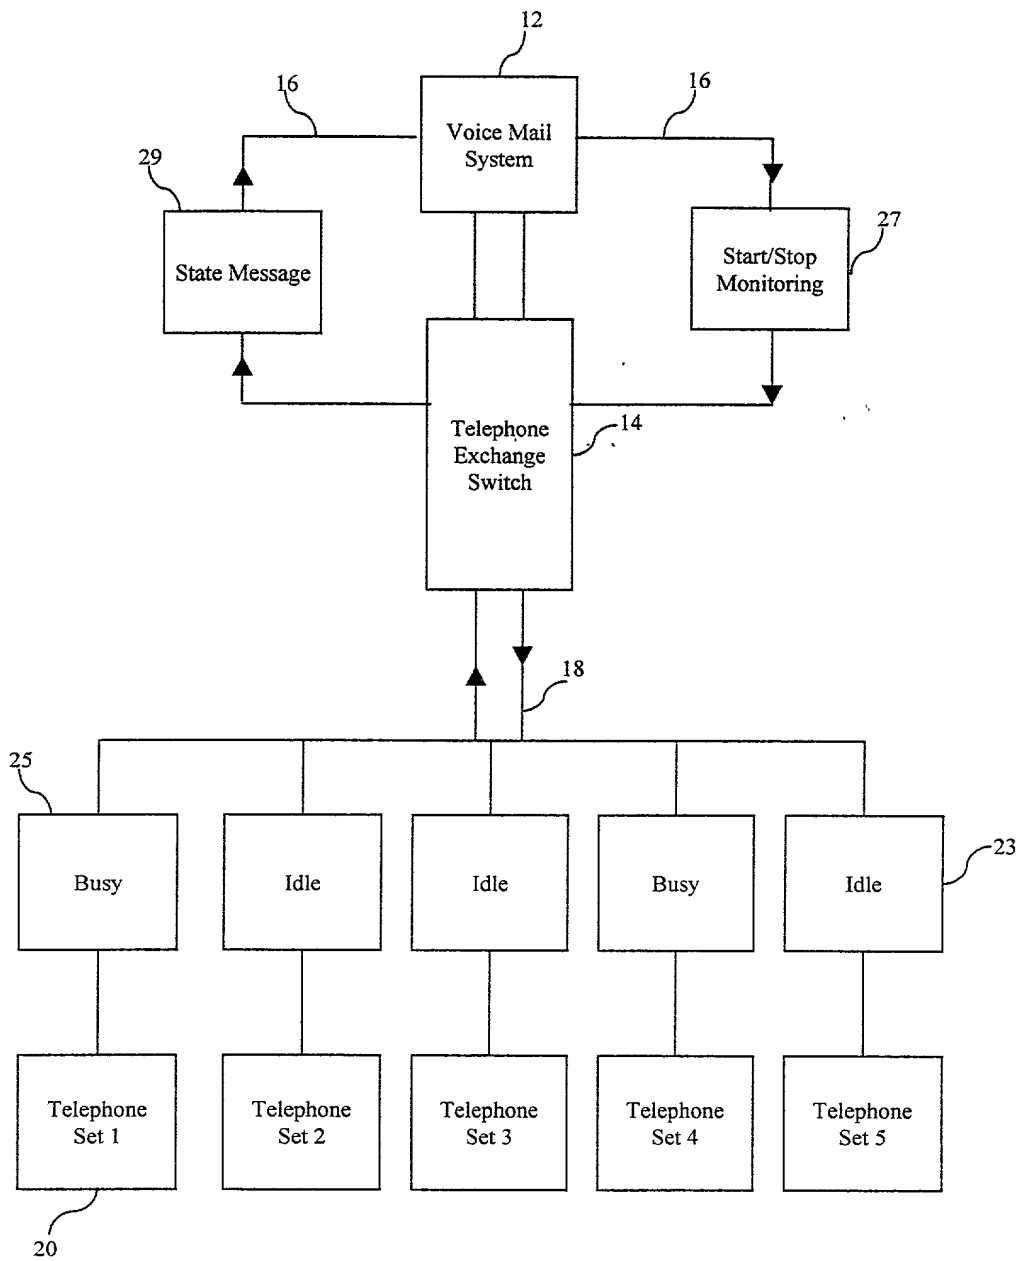 12
16
16
Voice Mail
System
29
27
State Message
Start/Stop
Monitoring
14
Telephone
Exchange
Switch
18
25
23
Busy
Idle
Idle
Busy
Idle
Telephone
Set 1
Telephone
Set 2
Telephone
Set 3
Telephone
Set 4
Telephone
Set 5
20